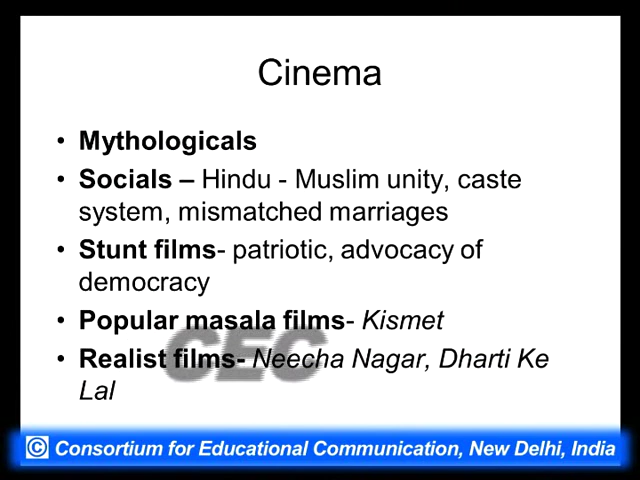 Cinema
• Mythologicals
• Socials – Hindu - Muslim unity, caste
system, mismatched marriages
• Stunt films- patriotic, advocacy of
democracy
• Popular masala films- Kismet
• Realist films- Neecha Nagar, Dharti Ke
Lal
CEC
© Consortium for Educational Communication, New Delhi, India